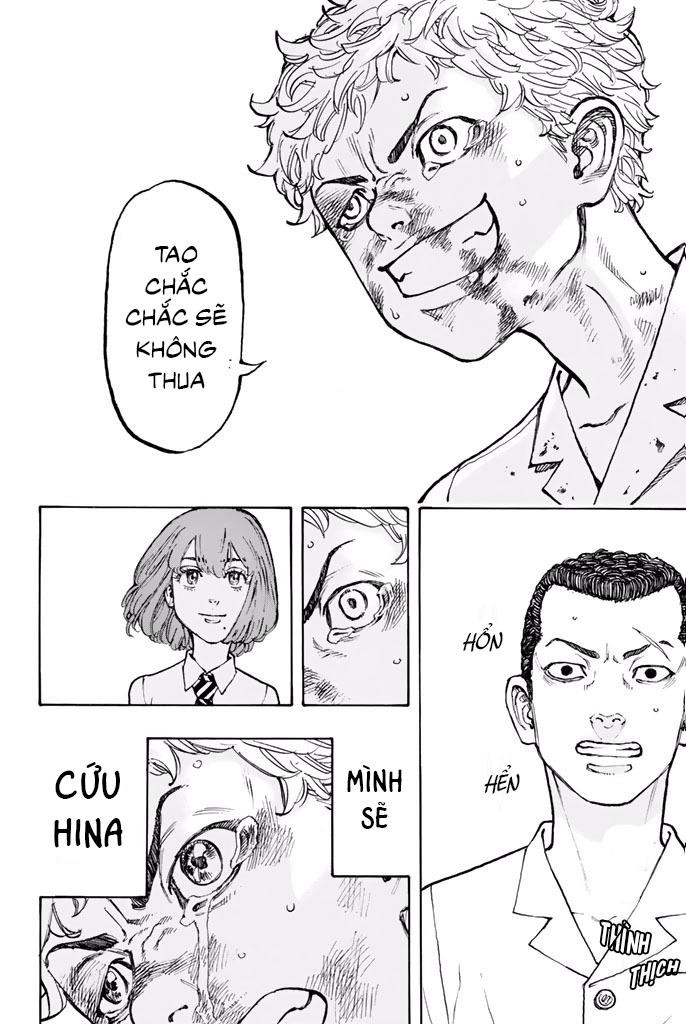 TAO
CHẮC
CHẮC SẼ
KHÔNG
THUA
HỔN
HỂN
THÌNH
THỊCH
MÌNH
SẼ
CỨU
HINA